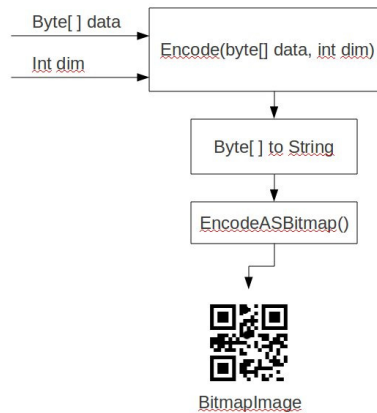 Byte[ ] data
Int dim
Encode(byte[] data, int dim)
Byte[ ] to String
EncodeASBitmap()
BitmapImage